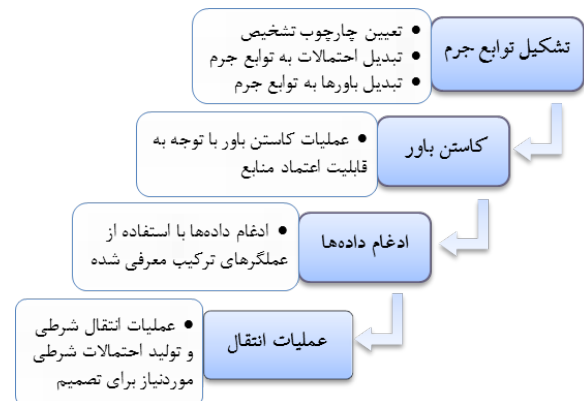 تشکیل توابع جرم
• تعیین چارچوب تشخیص
• تبدیل احتمالات به توابع جرم
• تبدیل باورها به توابع جرم
کاستن باور
• عملیات کاستن باور با توجه به
قابلیت اعتماد منابع
ادغام داده‌ها
• ادغام داده‌ها با استفاده از
عملگرهای ترکیب معرفی شده
عملیات انتقال
• عملیات انتقال شرطی
و تولید احتمالات شرطی
موردنیاز برای تصمیم